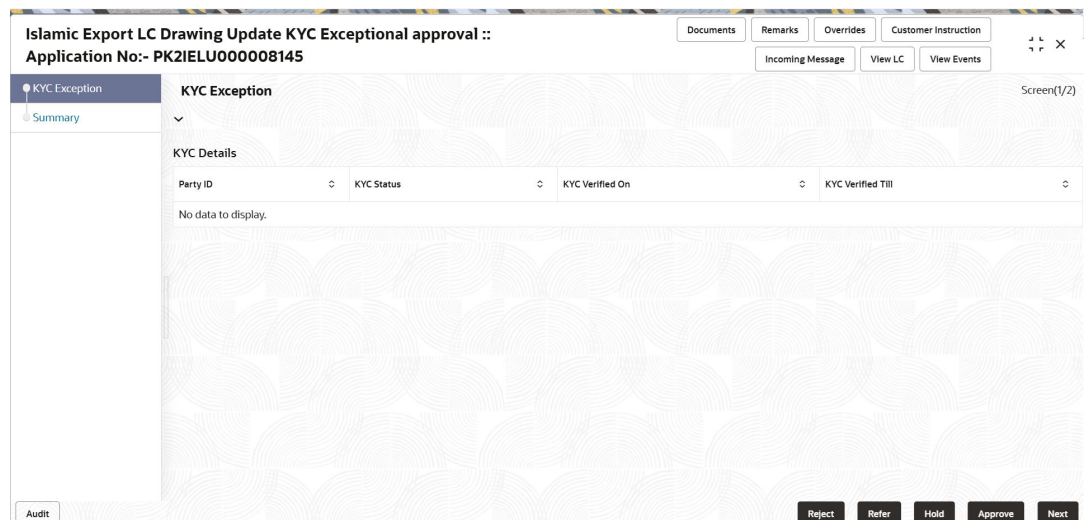 Islamic Export LC Drawing Update KYC Exceptional approval ::
Application No:- PK2IELU000008145
Documents Remarks Overrides Customer Instruction
Incoming Message View LC View Events
KYC Exception
Summary
KYC Exception Screen(1/2)
KYC Details
Party ID KYC Status KYC Verified On KYC Verified Till
No data to display.
Audit Reject Refer Hold Approve Next